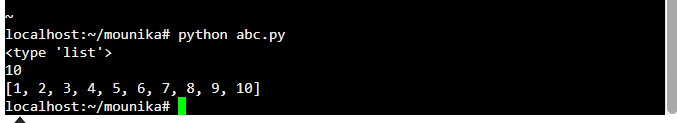 ~
localhost:~/mounika# python abc.py
<type 'list'>
10
[1, 2, 3, 4, 5, 6, 7, 8, 9, 10]
localhost:~/mounika#